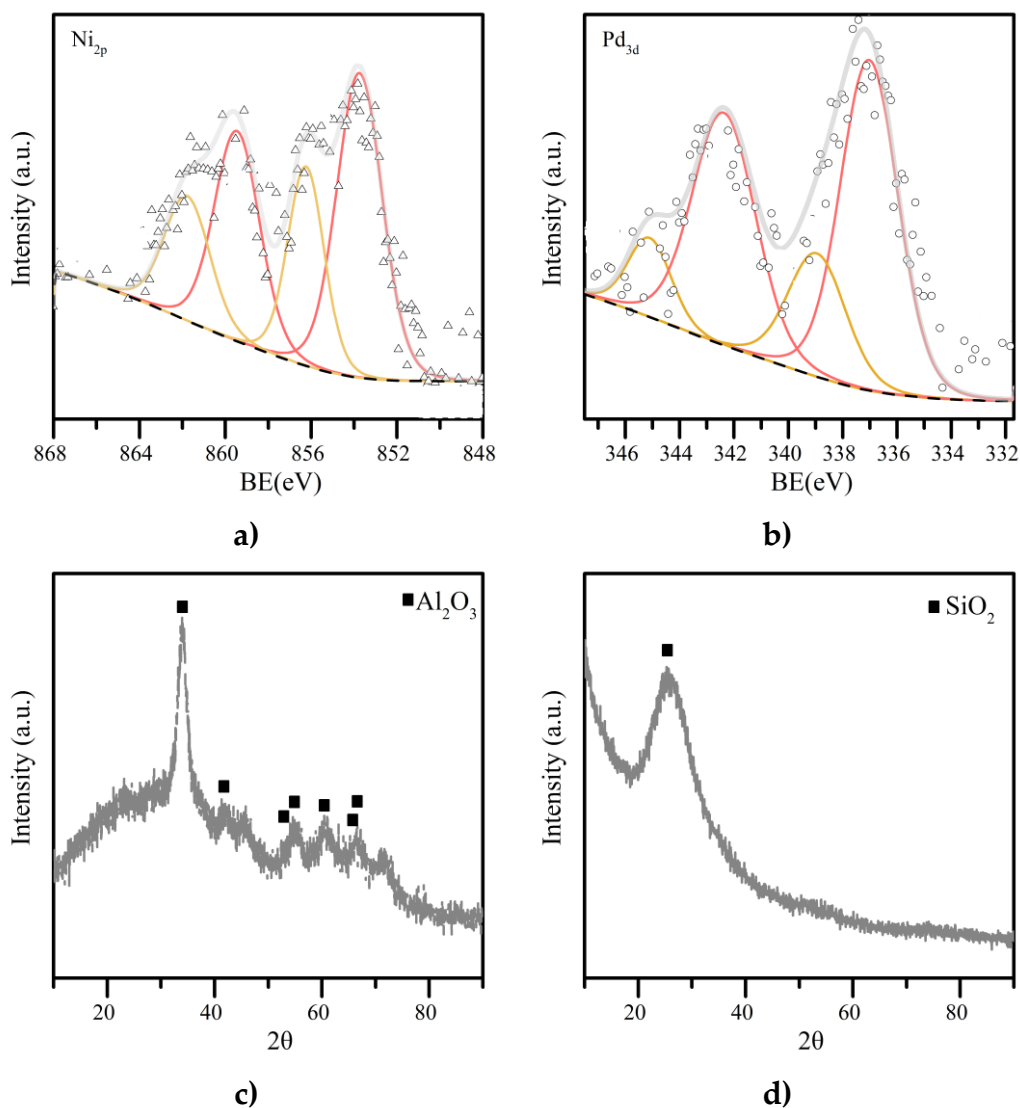 Ni2p
Intensity (a.u.)
868 864 860 856 852 848
BE(eV)
a)
Pd3d
Intensity (a.u.)
346 344 342 340 338 336 334 332
BE(eV)
b)
Al2O3
Intensity (a.u.)
20 40 60 80
2θ
c)
SiO2
Intensity (a.u.)
20 40 60 80
2θ
d)